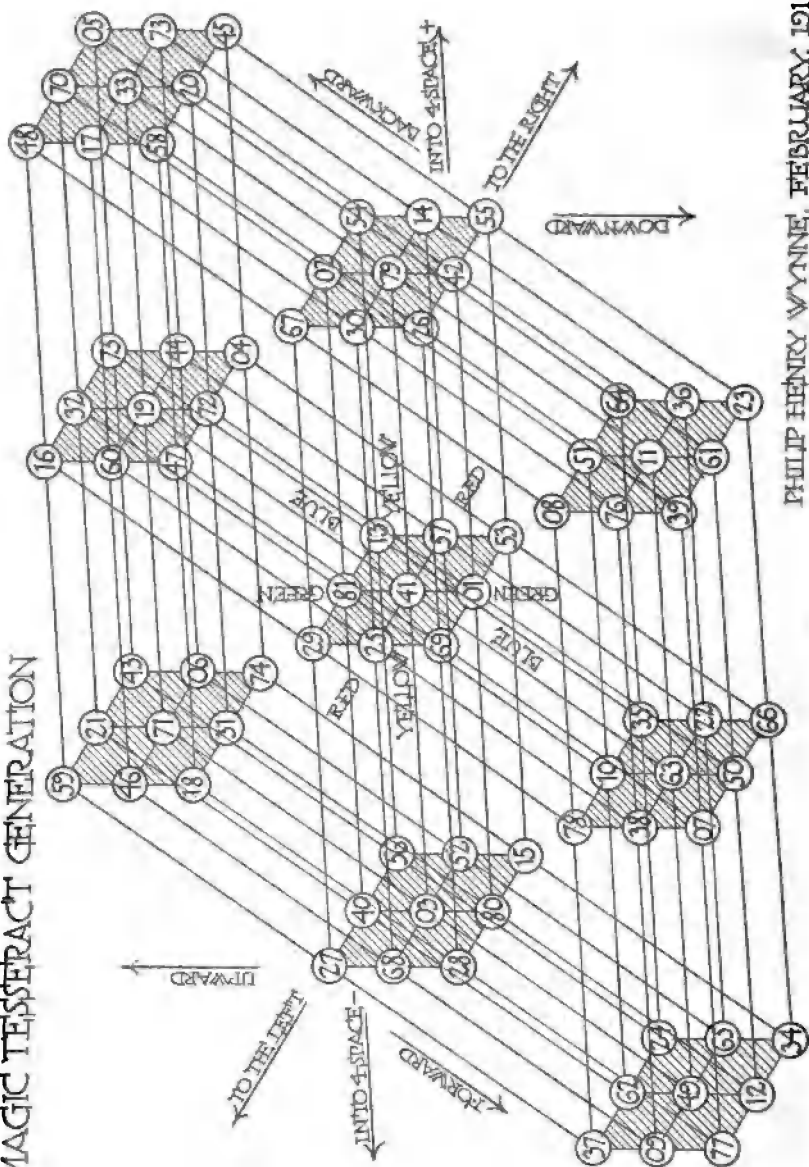 MAGIC TESSERACT GENERATION
59 21 43
46 71 06
18 31 74
16 32 75
60 19 44
47 22 04
48 70 05
17 33 73
58 20 45
UPWARD
TO THE LEFT
INTO 4-SPACE -
FORWARD
BACKWARD
INTO 4-SPACE +
TO THE RIGHT
DOWNWARD
27 40 56
68 03 52
28 80 15
RED
YELLOW
GREEN
BLUE
YELLOW
RED
GREEN
BLUE
29 81 13
25 41 57
69 01 53
67 02 54
30 79 14
26 42 55
37 62 24
09 49 65
77 12 34
78 10 35
38 63 22
07 50 66
08 51 64
76 11 36
39 61 23
PHILIP HENRY WYNNE. FEBRUARY, 191